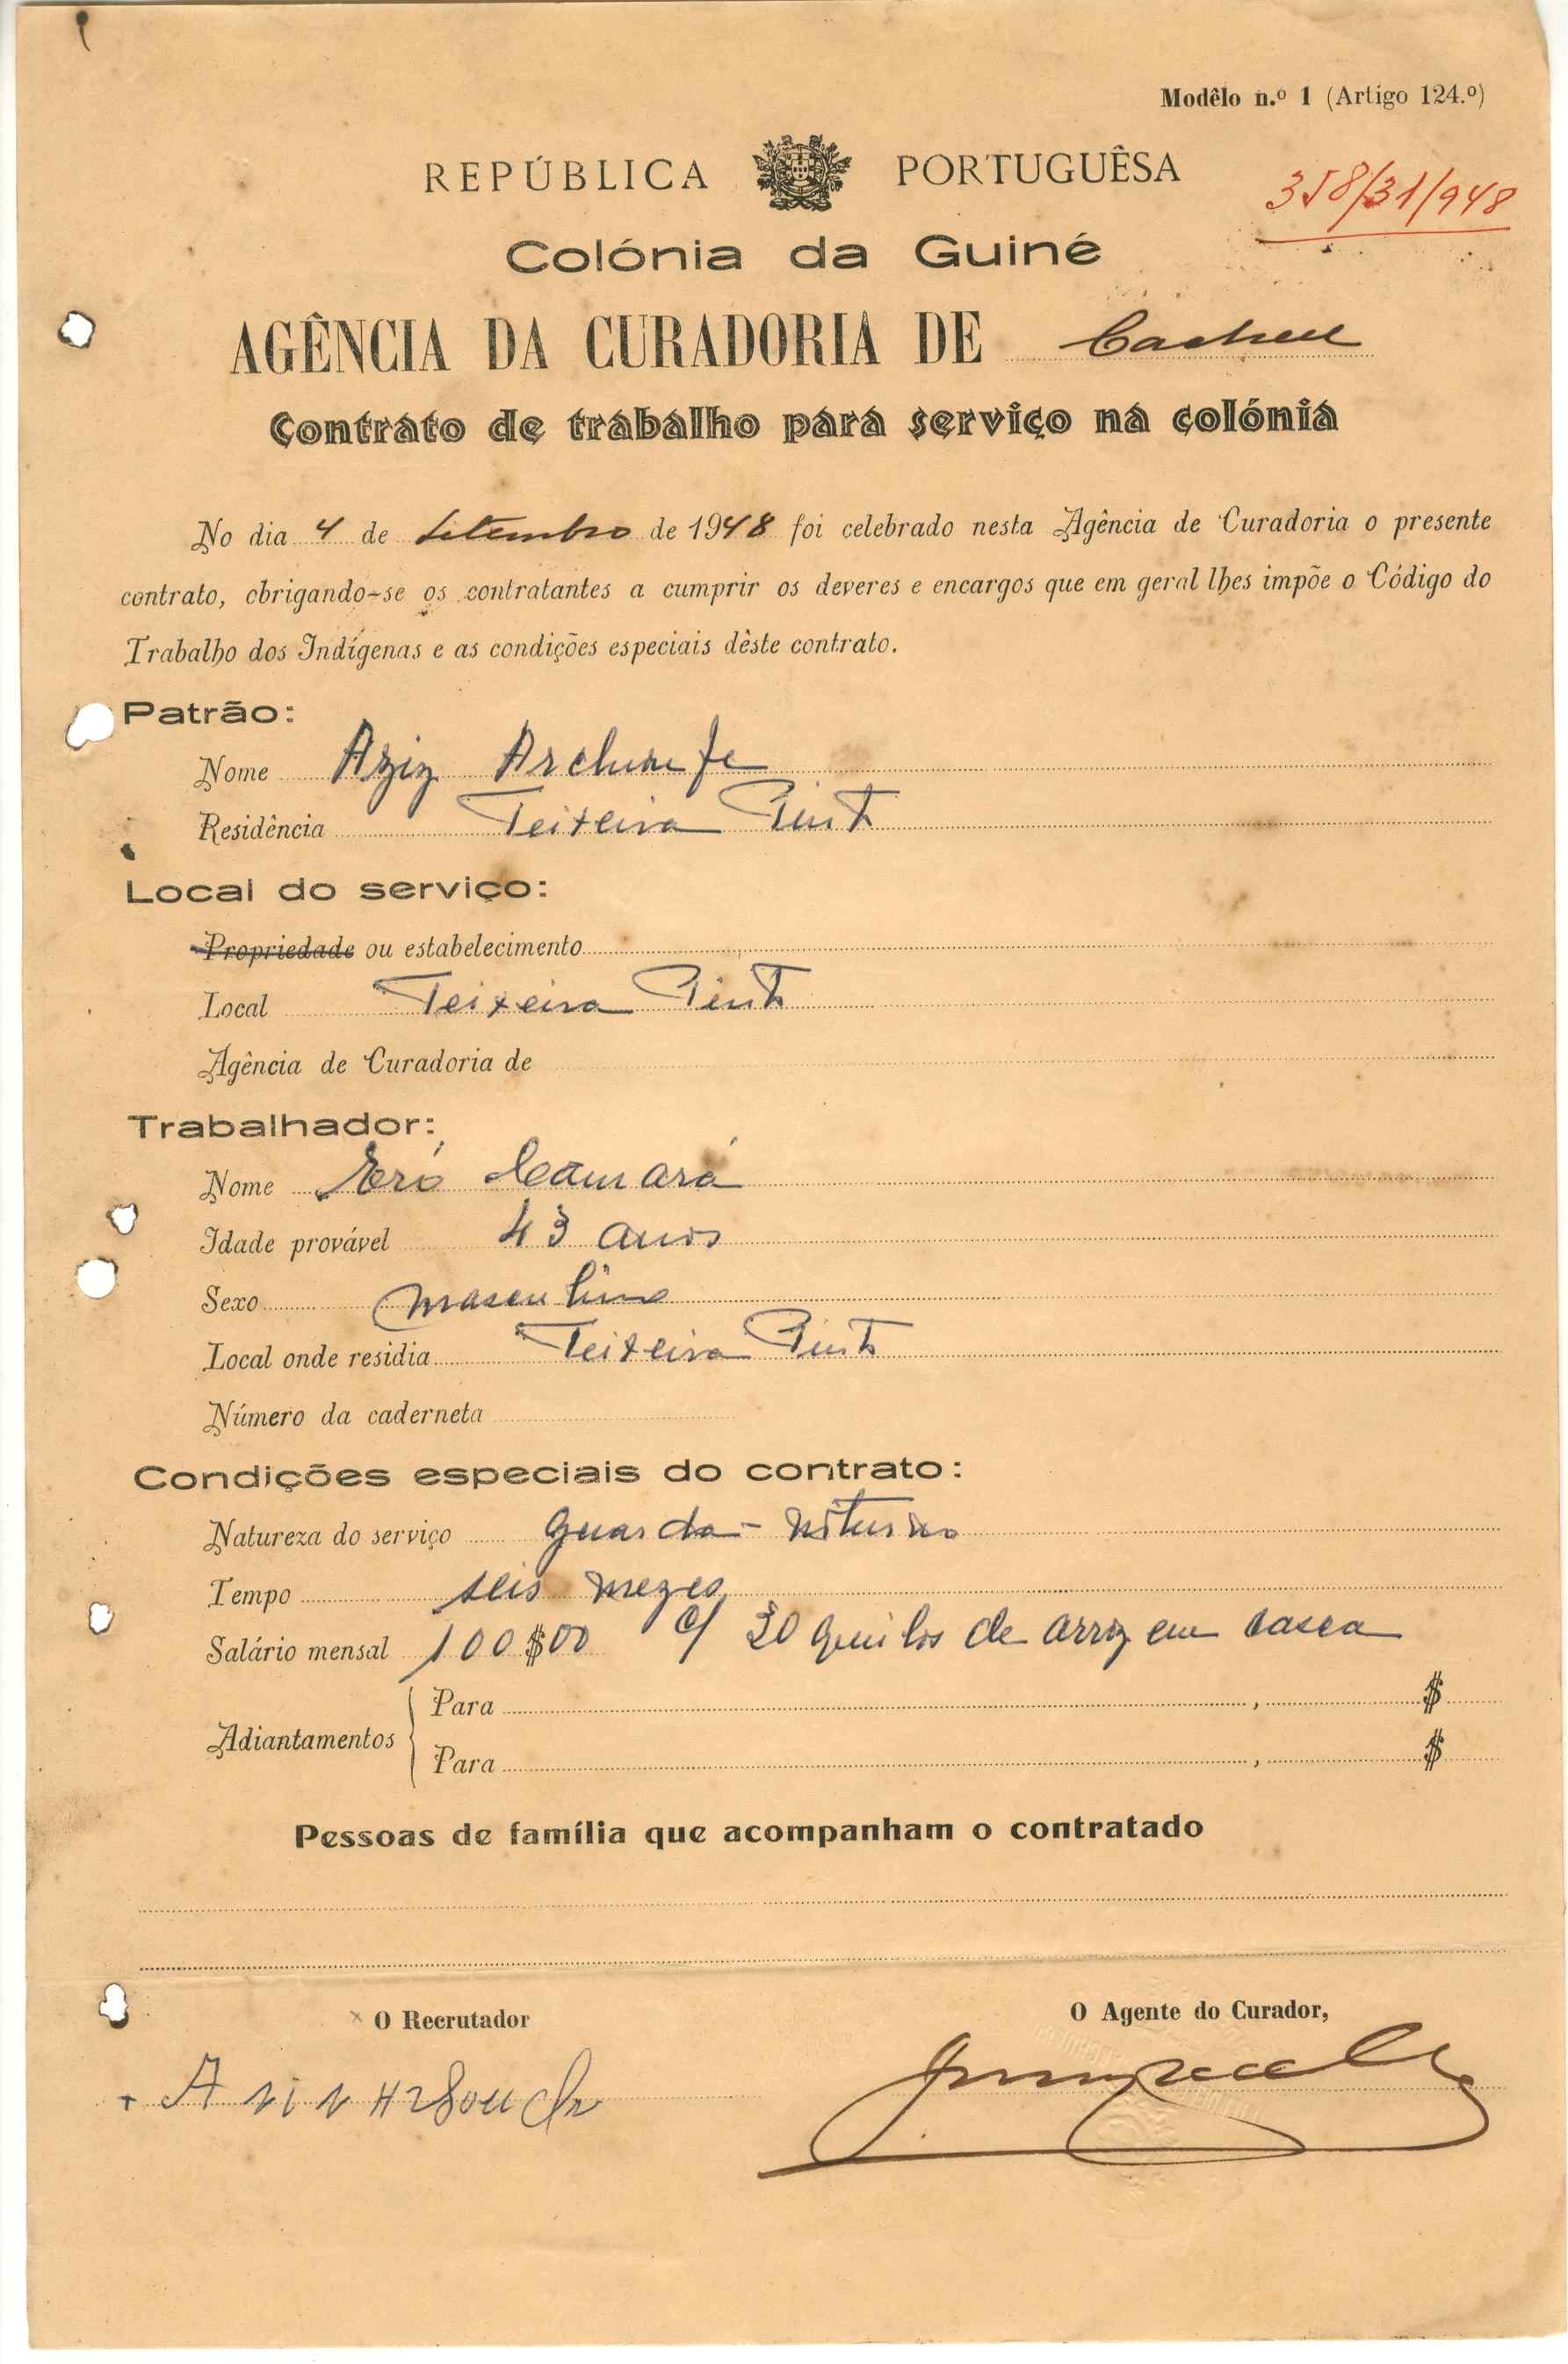 Modêlo n.º 1 (Artigo 124.º)
REPÚBLICA PORTUGUÊSA
358/31/948
Colónia da Guiné
AGÊNCIA DA CURADORIA DE Cacheu
Contrato de trabalho para serviço na colónia
No dia 4 de Setembro de 1948 foi celebrado nesta Agência de Curadoria o presente
contrato, obrigando-se os contratantes a cumprir os deveres e encargos que em geral lhes impõe o Código do
Trabalho dos Indígenas e as condições especiais dêste contrato.
Patrão:
Nome Aziz
Residência Teixeira Pinto
Local do serviço:
Propriedade ou estabelecimento
Local Teixeira Pinto
Agência de Curadoria de
Trabalhador:
Nome Camará
Idade provável 43 anos
Sexo masculino
Local onde residia Teixeira Pinto
Número da caderneta
Condições especiais do contrato:
Natureza do serviço guarda-noturno
Tempo seis mezes
Salário mensal 100$00 c/ 30 quilos de arroz em casca
Adiantamentos
Para , $
Para , $
Pessoas de família que acompanham o contratado
O Recrutador
O Agente do Curador,